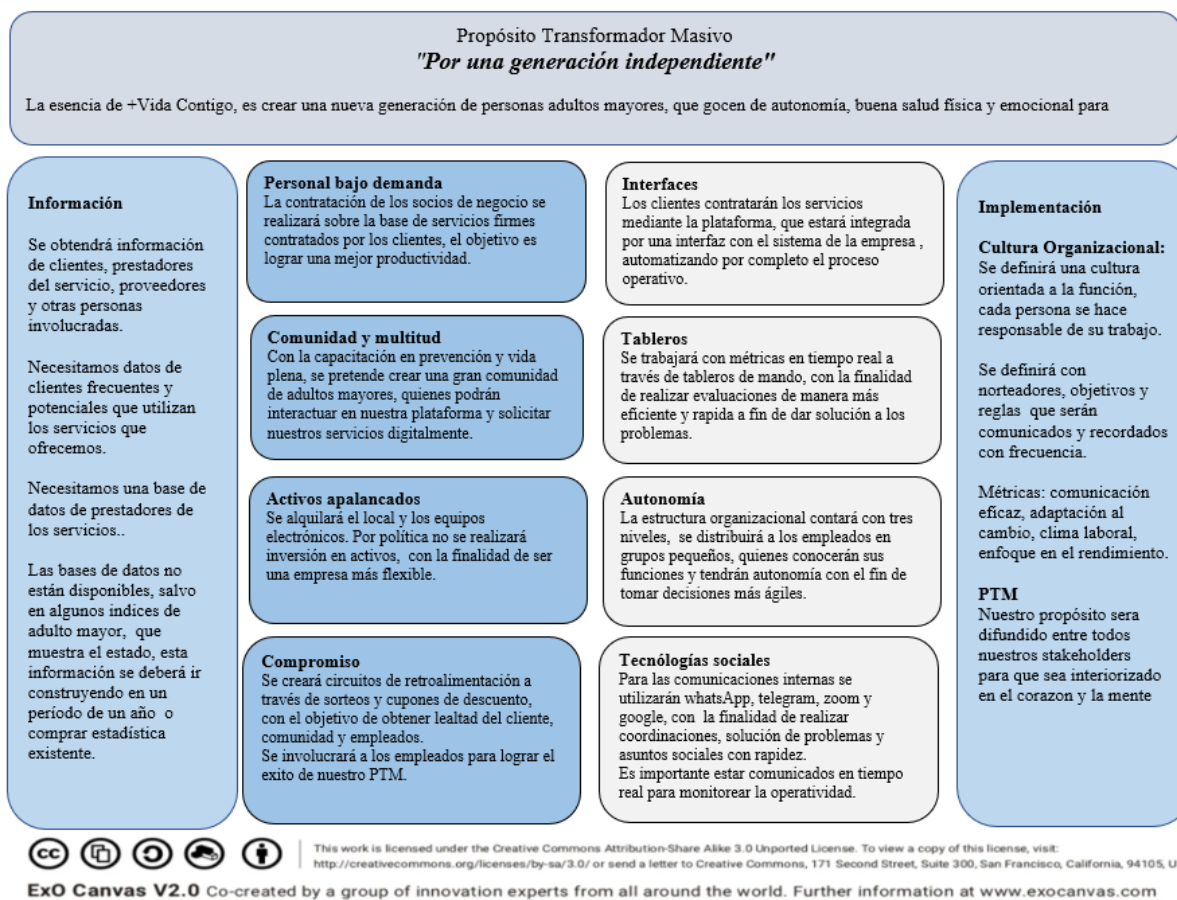 Propósito Transformador Masivo
"Por una generación independiente"
La esencia de +Vida Contigo, es crear una nueva generación de personas adultos mayores, que gocen de autonomía, buena salud física y emocional para
Información
Se obtendrá información
de clientes, prestadores
del servicio, proveedores
y otras personas
involucradas.
Necesitamos datos de
clientes frecuentes y
potenciales que utilizan
los servicios que
ofrecemos.
Necesitamos una base de
datos de prestadores de
los servicios..
Las bases de datos no
están disponibles, salvo
en algunos indices de
adulto mayor, que
muestra el estado, esta
información se deberá ir
construyendo en un
período de un año o
comprar estadística
existente.
Personal bajo demanda
La contratación de los socios de negocio se
realizará sobre la base de servicios firmes
contratados por los clientes, el objetivo es
lograr una mejor productividad.
Comunidad y multitud
Con la capacitación en prevención y vida
plena, se pretende crear una gran comunidad
de adultos mayores, quienes podrán
interactuar en nuestra plataforma y solicitar
nuestros servicios digitalmente.
Activos apalancados
Se alquilará el local y los equipos
electrónicos. Por política no se realizará
inversión en activos, con la finalidad de ser
una empresa más flexible.
Compromiso
Se creará circuitos de retroalimentación a
través de sorteos y cupones de descuento,
con el objetivo de obtener lealtad del cliente,
comunidad y empleados.
Se involucrará a los empleados para lograr el
exito de nuestro PTM.
Interfaces
Los clientes contratarán los servicios
mediante la plataforma, que estará integrada
por una interfaz con el sistema de la empresa ,
automatizando por completo el proceso
operativo.
Tableros
Se trabajará con métricas en tiempo real a
través de tableros de mando, con la finalidad
de realizar evaluaciones de manera más
eficiente y rapida a fin de dar solución a los
problemas.
Autonomía
La estructura organizacional contará con tres
niveles, se distribuirá a los empleados en
grupos pequeños, quienes conocerán sus
funciones y tendrán autonomía con el fin de
tomar decisiones más ágiles.
Tecnólogías sociales
Para las comunicaciones internas se
utilizarán whatsApp, telegram, zoom y
google, con la finalidad de realizar
coordinaciones, solución de problemas y
asuntos sociales con rapidez.
Es importante estar comunicados en tiempo
real para monitorear la operatividad.
Implementación
Cultura Organizacional:
Se definirá una cultura
orientada a la función,
cada persona se hace
responsable de su trabajo.
Se definirá con
norteadores, objetivos y
reglas que serán
comunicados y recordados
con frecuencia.
Métricas: comunicación
eficaz, adaptación al
cambio, clima laboral,
enfoque en el rendimiento.
PTM
Nuestro propósito sera
difundido entre todos
nuestros stakeholders
para que sea interiorizado
en el corazon y la mente
cc
This work is licensed under the Creative Commons Attribution-Share Alike 3.0 Unported License. To view a copy of this license, visit:
http://creativecommons.org/licenses/by-sa/3.0/ or send a letter to Creative Commons, 171 Second Street, Suite 300, San Francisco, California, 94105, U
ExO Canvas V2.0 Co-created by a group of innovation experts from all around the world. Further information at www.exocanvas.com